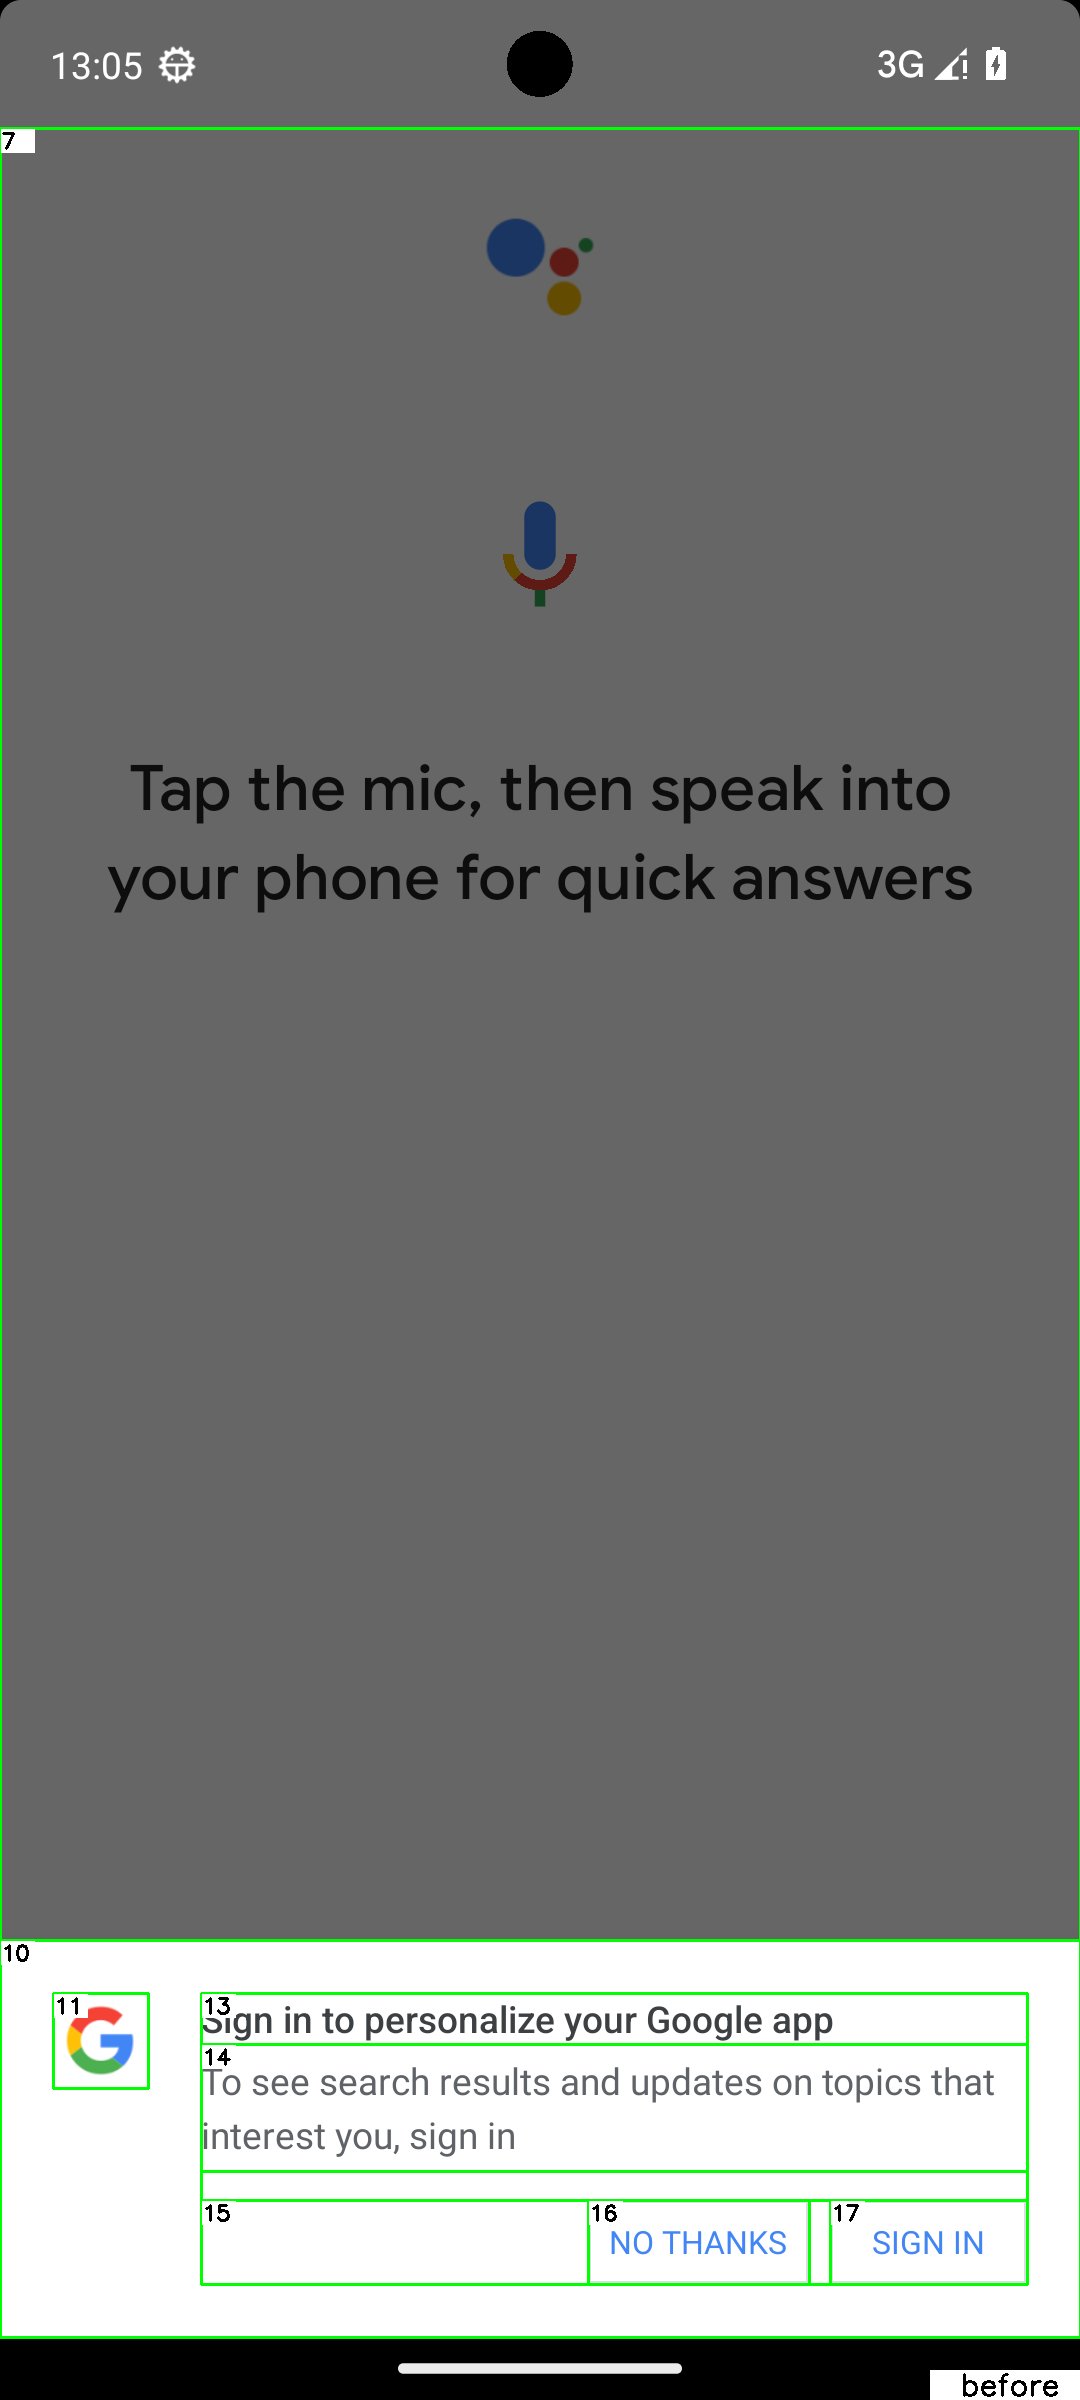 13:05
3G
7
Tap the mic, then speak into
your phone for quick answers
10
11
13
Sign in to personalize your Google app
14
To see search results and updates on topics that
interest you, sign in
15
16
NO THANKS
17
SIGN IN
before